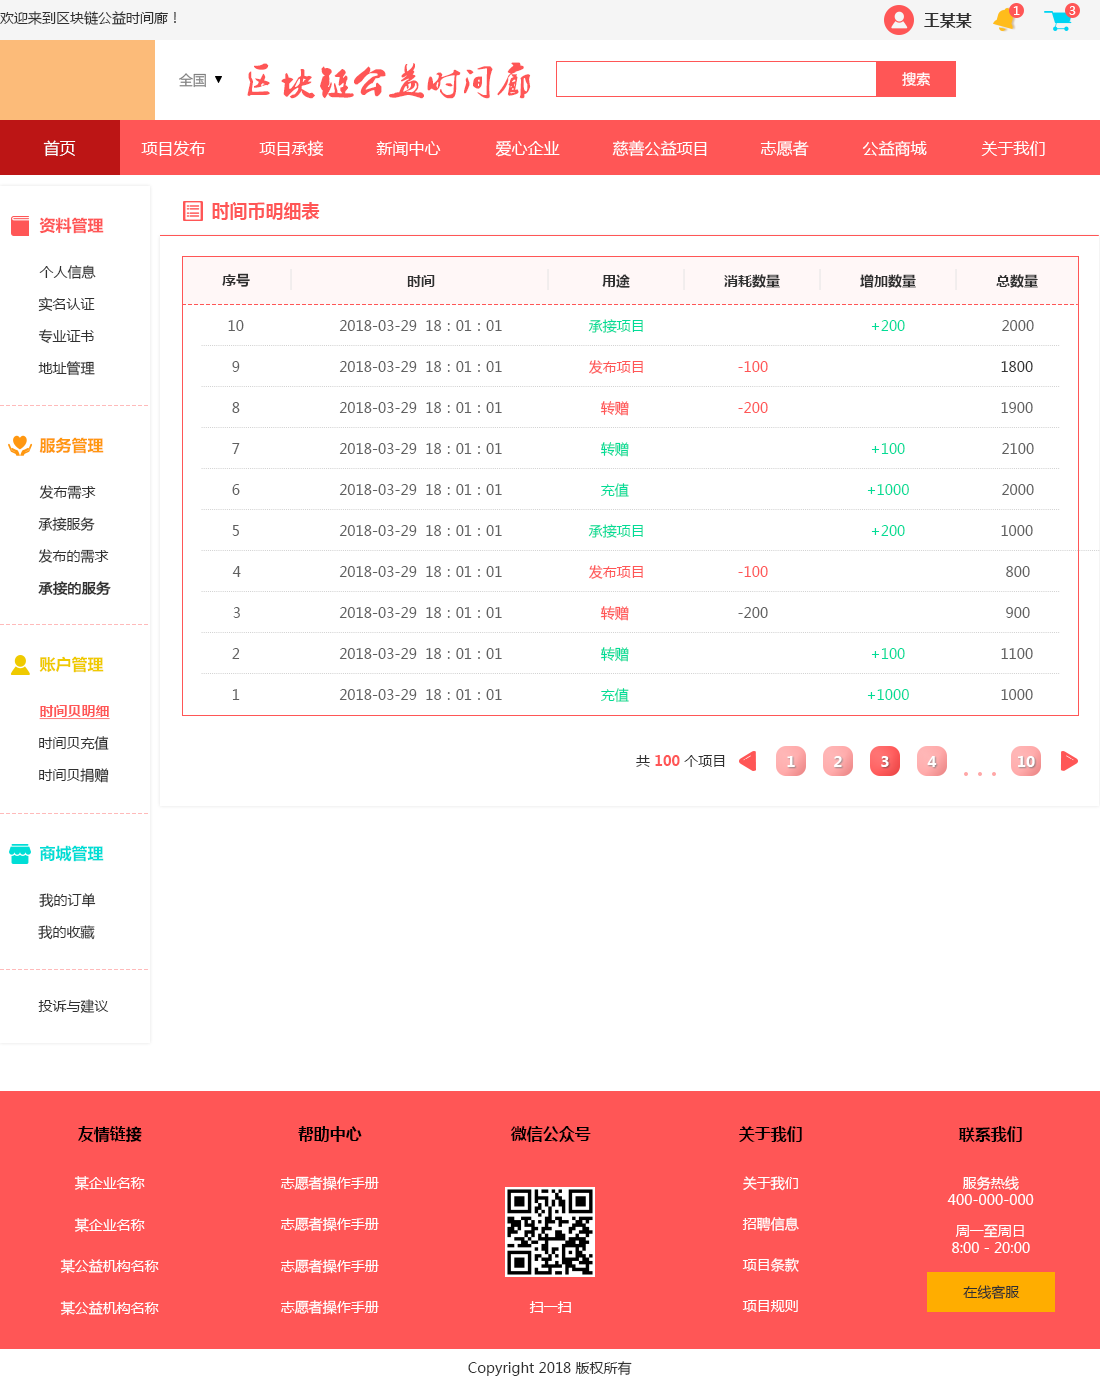 欢迎来到区块链公益时间廊！
王某某
1
3
全国
区块链公益时间廊
搜索
首页 项目发布 项目承接 新闻中心 爱心企业 慈善公益项目 志愿者 公益商城 关于我们
资料管理
个人信息
实名认证
专业证书
地址管理
服务管理
发布需求
承接服务
发布的需求
承接的服务
账户管理
时间贝明细
时间贝充值
时间贝捐赠
商城管理
我的订单
我的收藏
投诉与建议
时间币明细表
序号 时间 用途 消耗数量 增加数量 总数量
10 2018-03-29 18：01：01 承接项目 +200 2000
9 2018-03-29 18：01：01 发布项目 -100 1800
8 2018-03-29 18：01：01 转赠 -200 1900
7 2018-03-29 18：01：01 转赠 +100 2100
6 2018-03-29 18：01：01 充值 +1000 2000
5 2018-03-29 18：01：01 承接项目 +200 1000
4 2018-03-29 18：01：01 发布项目 -100 800
3 2018-03-29 18：01：01 转赠 -200 900
2 2018-03-29 18：01：01 转赠 +100 1100
1 2018-03-29 18：01：01 充值 +1000 1000
共 100 个项目 1 2 3 4 ... 10
友情链接
某企业名称
某企业名称
某公益机构名称
某公益机构名称
帮助中心
志愿者操作手册
志愿者操作手册
志愿者操作手册
志愿者操作手册
微信公众号
扫一扫
关于我们
关于我们
招聘信息
项目条款
项目规则
联系我们
服务热线
400-000-000
周一至周日
8:00 - 20:00
在线客服
Copyright 2018 版权所有